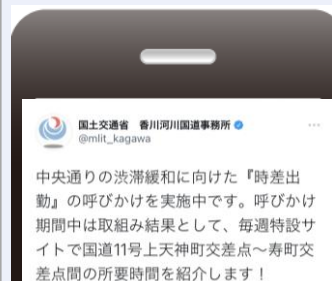 国土交通省　香川河川国道事務所
@mlit_kagawa
中央通りの渋滞緩和に向けた『時差出
勤』の呼びかけを実施中です。呼びかけ
期間中は取組み結果として、毎週特設サ
イトで国道11号上天神町交差点～寿町交
差点間の所要時間を紹介します！